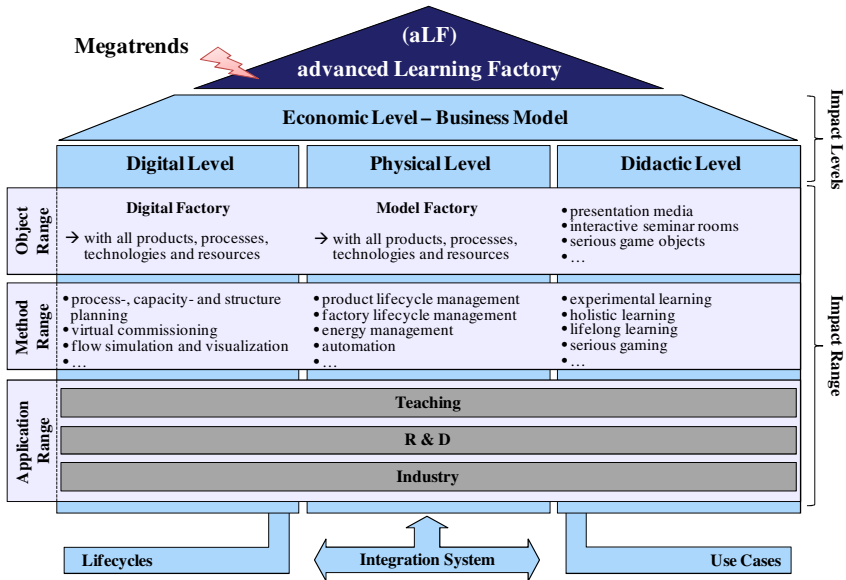 Megatrends
(aLF)
advanced Learning Factory
Economic Level – Business Model
Impact Levels
Digital Level
Physical Level
Didactic Level
Object
Range
Digital Factory
→ with all products, processes,
technologies and resources
Model Factory
→ with all products, processes,
technologies and resources
• presentation media
• interactive seminar rooms
• serious game objects
• …
Impact Range
Method
Range
• process-, capacity- and structure
planning
• virtual commissioning
• flow simulation and visualization
• …
• product lifecycle management
• factory lifecycle management
• energy management
• automation
• …
• experimental learning
• holistic learning
• lifelong learning
• serious gaming
• …
Application
Range
Teaching
R & D
Industry
Lifecycles
Integration System
Use Cases